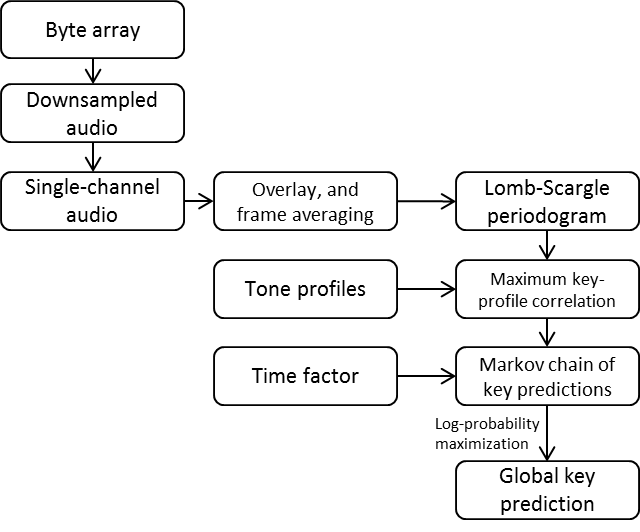 Byte array
Downsampled
audio
Single-channel
audio
Overlay, and
frame averaging
Lomb-Scargle
periodogram
Tone profiles
Maximum key-
profile correlation
Time factor
Markov chain of
key predictions
Log-probability
maximization
Global key
prediction